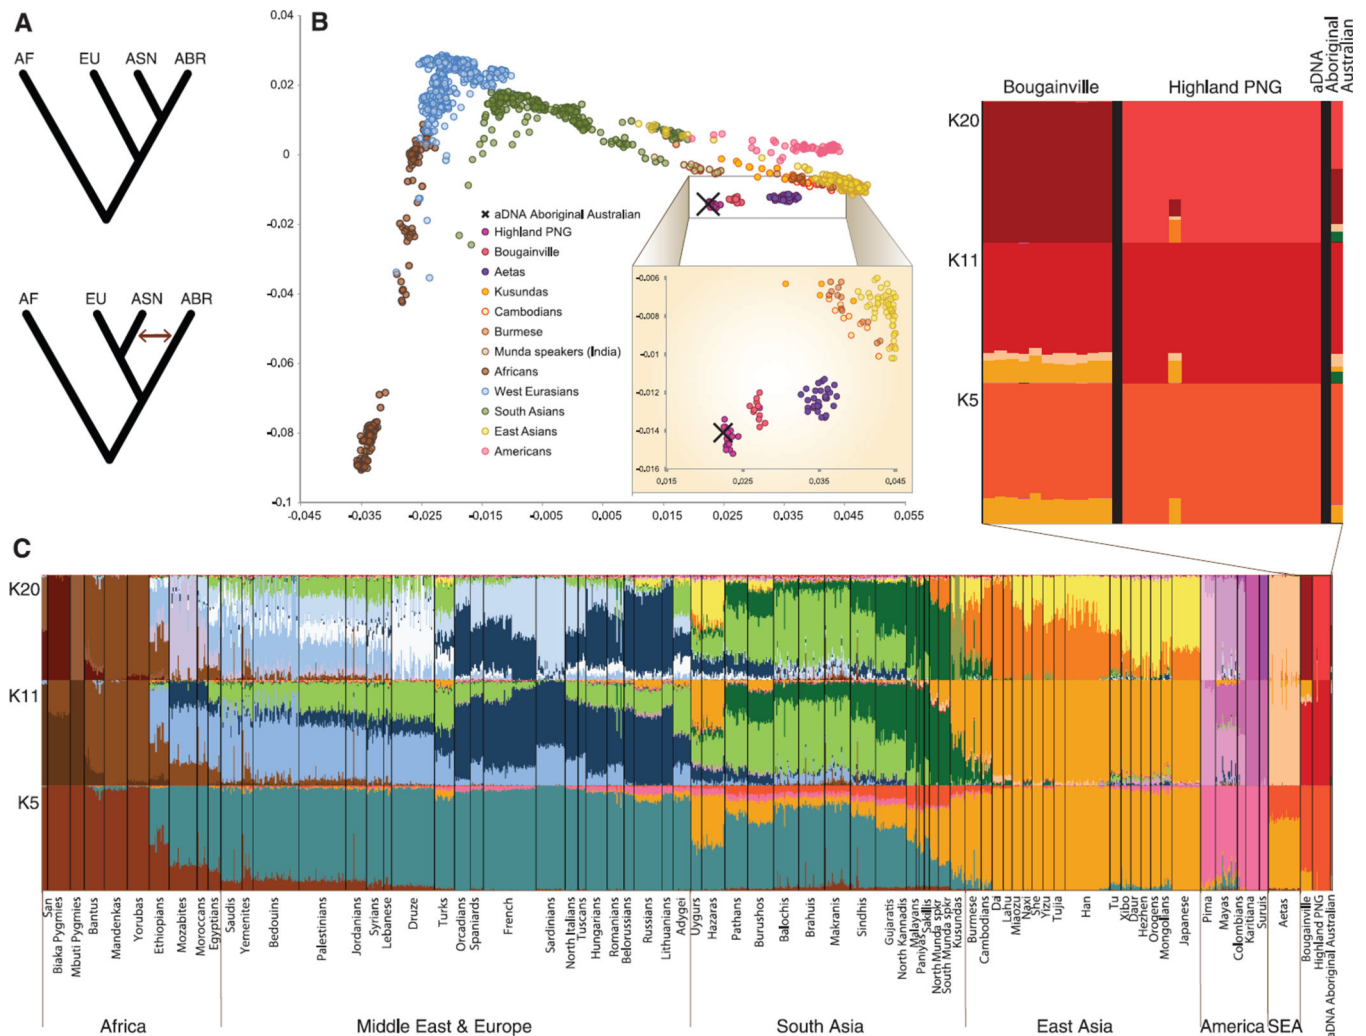 A
AF EU ASN ABR
AF EU ASN ABR
B
0.04
0.02
0
-0.02
-0.04
-0.06
-0.08
-0.1
-0.045 -0.035 -0.025 -0.015 -0.005 0.005 0.015 0.025 0.035 0.045 0.055
aDNA Aboriginal Australian
Highland PNG
Bougainville
Aetas
Kusundas
Cambodians
Burmese
Munda speakers (India)
Africans
West Eurasians
South Asians
East Asians
Americans
-0.006
-0.008
-0.01
-0.012
-0.014
-0.016
0.015 0.025 0.035 0.045
Bougainville
Highland PNG
aDNA
Aboriginal
Australian
K20
K11
K5
C
K20
K11
K5
San
Biaka Pygmies
Mbuti Pygmies
Bantus
Mandenkas
Yorubas
Ethiopians
Mozabites
Moroccans
Egyptians
Saudis
Yemenites
Bedouins
Palestinians
Jordanians
Syrians
Lebanese
Druze
Turks
Orcadians
Spaniards
French
Sardinians
North Italians
Tuscans
Hungarians
Romanians
Belorussians
Russians
Lithuanians
Adygei
Uygurs
Hazaras
Pathans
Burushos
Balochis
Brahuis
Makranis
Sindhis
Gujaratis
North Kannadis
Malayans
Paniyas
Sakilli
North Munda spkr
South Munda spkr
Kusundas
Burmese
Cambodians
Dai
Lahu
Miaozu
Naxi
She
Yizu
Tujia
Han
Tu
Xibo
Daur
Hezhen
Oroqens
Mongolians
Japanese
Pima
Mayas
Colombians
Karitiana
Suruis
Aetas
Bougainville
Highland PNG
aDNA Aboriginal Australian
Africa
Middle East & Europe
South Asia
East Asia
America
SEA